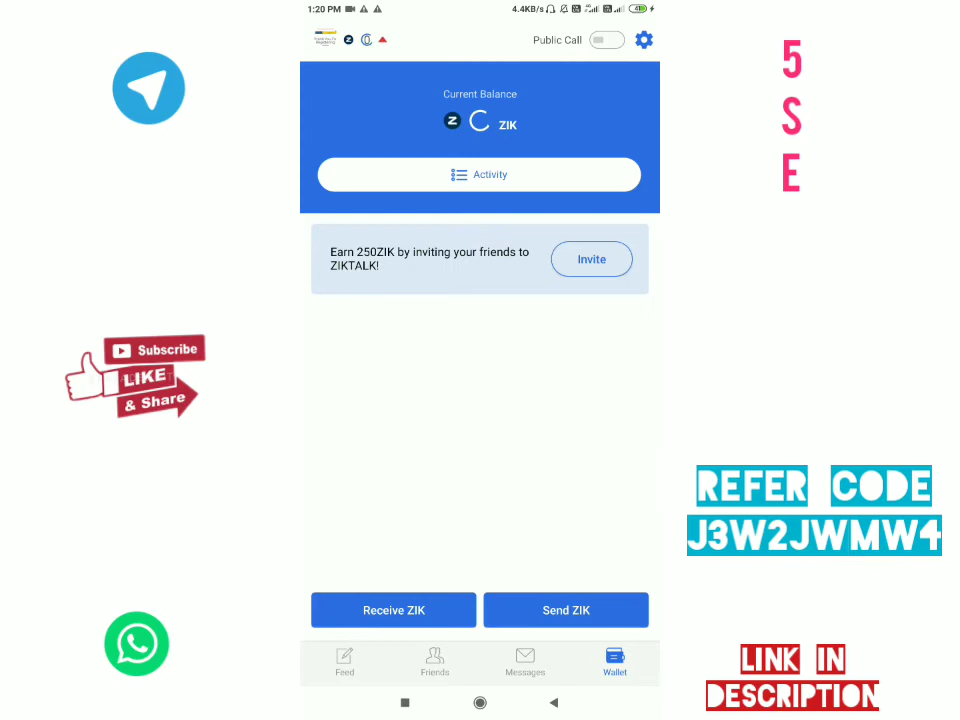 1:20 PM
4.4KB/s
41
Public Call
Current Balance
Z
ZIK
Activity
Earn 250ZIK by inviting your friends to
ZIKTALK!
Invite
Receive ZIK
Send ZIK
Feed
Friends
Messages
Wallet
Subscribe
LIKE
& Share
5
S
E
REFER CODE
J3W2JWMW4
LINK IN
DESCRIPTION